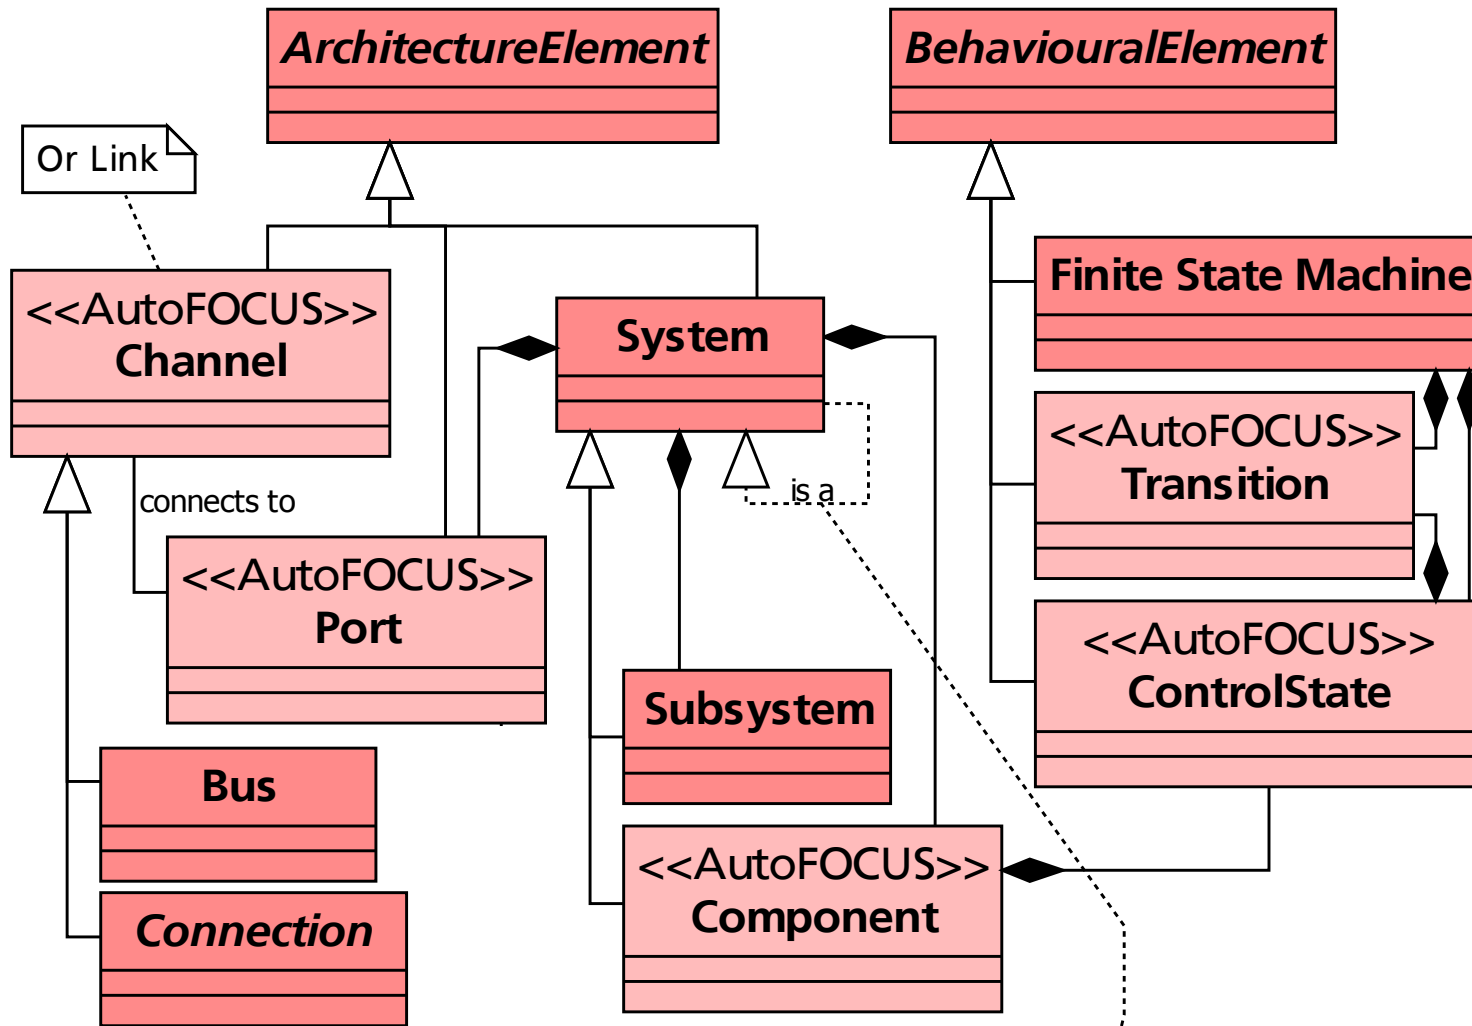 ArchitectureElement
BehaviouralElement
Or Link
<<AutoFOCUS>>
Channel
System
Finite State Machine
<<AutoFOCUS>>
Transition
connects to
is a
<<AutoFOCUS>>
Port
<<AutoFOCUS>>
ControlState
Subsystem
Bus
<<AutoFOCUS>>
Component
Connection